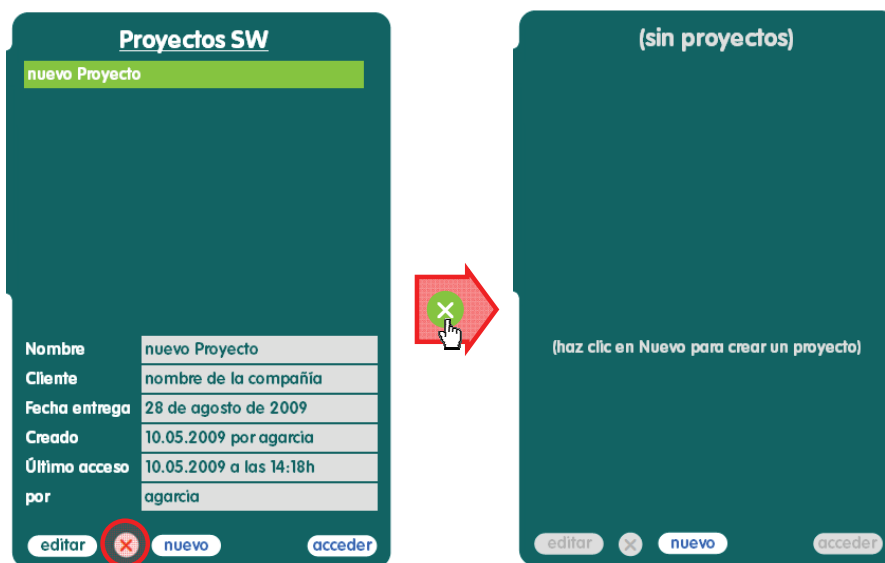 Proyectos SW
nuevo Proyecto
Nombre nuevo Proyecto
Cliente nombre de la compañía
Fecha entrega 28 de agosto de 2009
Creado 10.05.2009 por agarcia
Último acceso 10.05.2009 a las 14:18h
por agarcia
editar nuevo acceder
(sin proyectos)
(haz clic en Nuevo para crear un proyecto)
editar nuevo acceder